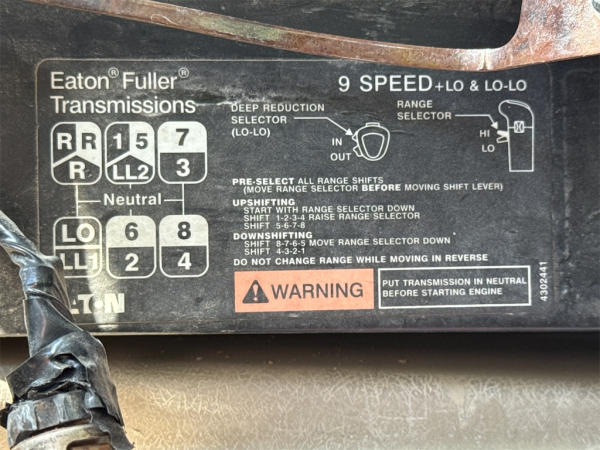 Eaton® Fuller®
Transmissions
9 SPEED +LO & LO-LO
DEEP REDUCTION
SELECTOR
(LO-LO)
IN
OUT
RANGE
SELECTOR
HI
LO
R R 1 5 7
R LL2 3
Neutral
LO 6 8
LL1 2 4
PRE-SELECT ALL RANGE SHIFTS
(MOVE RANGE SELECTOR BEFORE MOVING SHIFT LEVER)
UPSHIFTING
START WITH RANGE SELECTOR DOWN
SHIFT 1-2-3-4 RAISE RANGE SELECTOR
SHIFT 5-6-7-8
DOWNSHIFTING
SHIFT 8-7-6-5 MOVE RANGE SELECTOR DOWN
SHIFT 4-3-2-1
DO NOT CHANGE RANGE WHILE MOVING IN REVERSE
WARNING
PUT TRANSMISSION IN NEUTRAL
BEFORE STARTING ENGINE
4302441